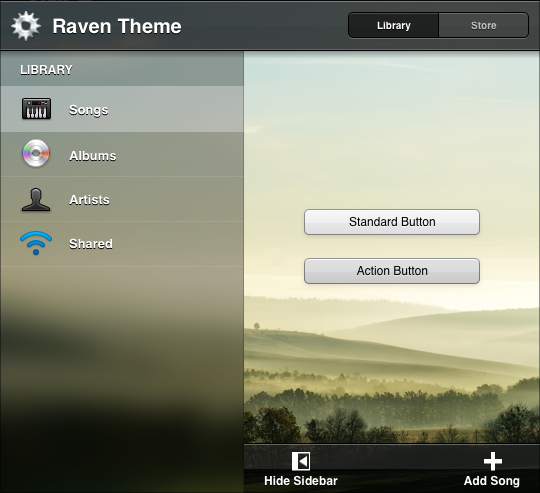 Raven Theme
Library
Store
LIBRARY
Songs
Albums
Artists
Shared
Standard Button
Action Button
Hide Sidebar
Add Song